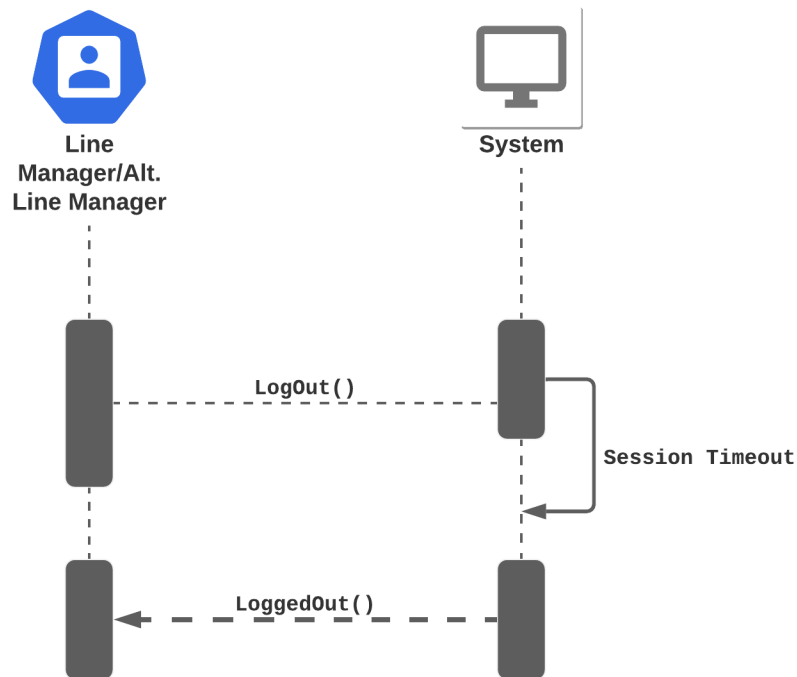 Line
Manager/Alt.
Line Manager
System
LogOut()
Session Timeout
LoggedOut()